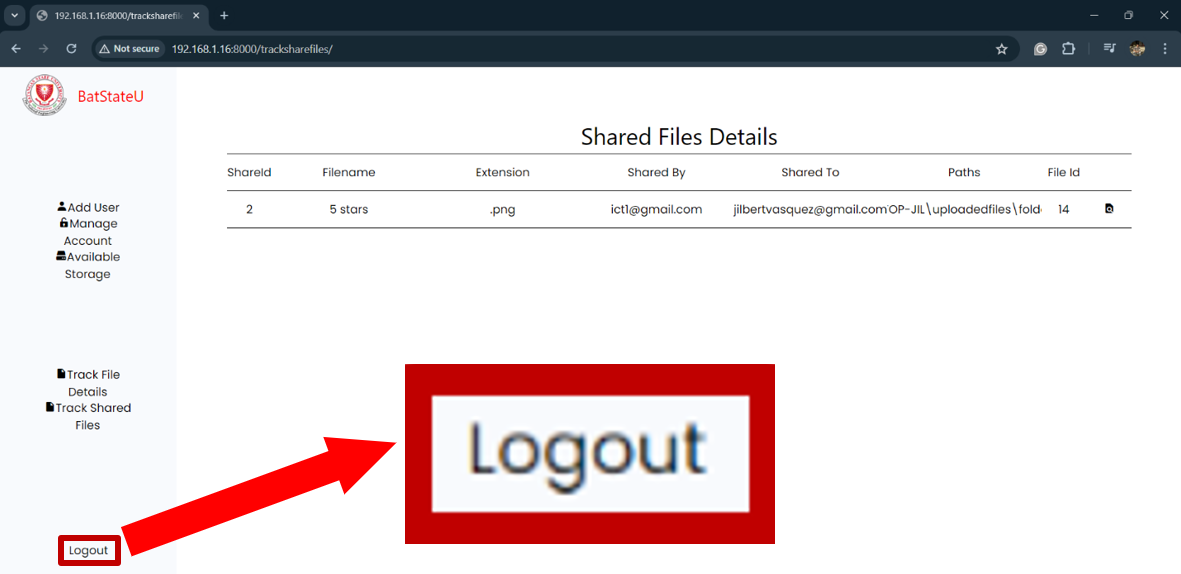 192.168.1.16:8000/tracksharefil
Not secure
192.168.1.16:8000/tracksharefiles/
BatStateU
Add User
Manage
Account
Available
Storage
Track File
Details
Track Shared
Files
Logout
Shared Files Details
ShareId Filename Extension Shared By Shared To Paths File Id
2 5 stars .png ict1@gmail.com jilbertvasquez@gmail.com OP-JIL\uploadedfiles\fold 14
Logout